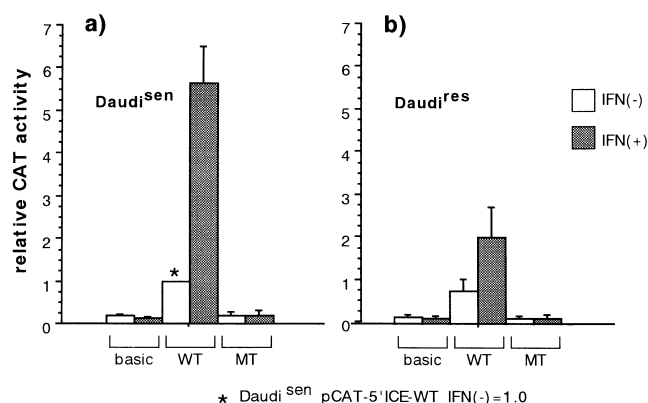 a)
b)
relative CAT activity
7
6
5
4
3
2
1
0
Daudi sen
*
basic
WT
MT
7
6
5
4
3
2
1
0
Daudi res
basic
WT
MT
IFN(-)
IFN(+)
* Daudi sen pCAT-5'ICE-WT IFN(-)=1.0